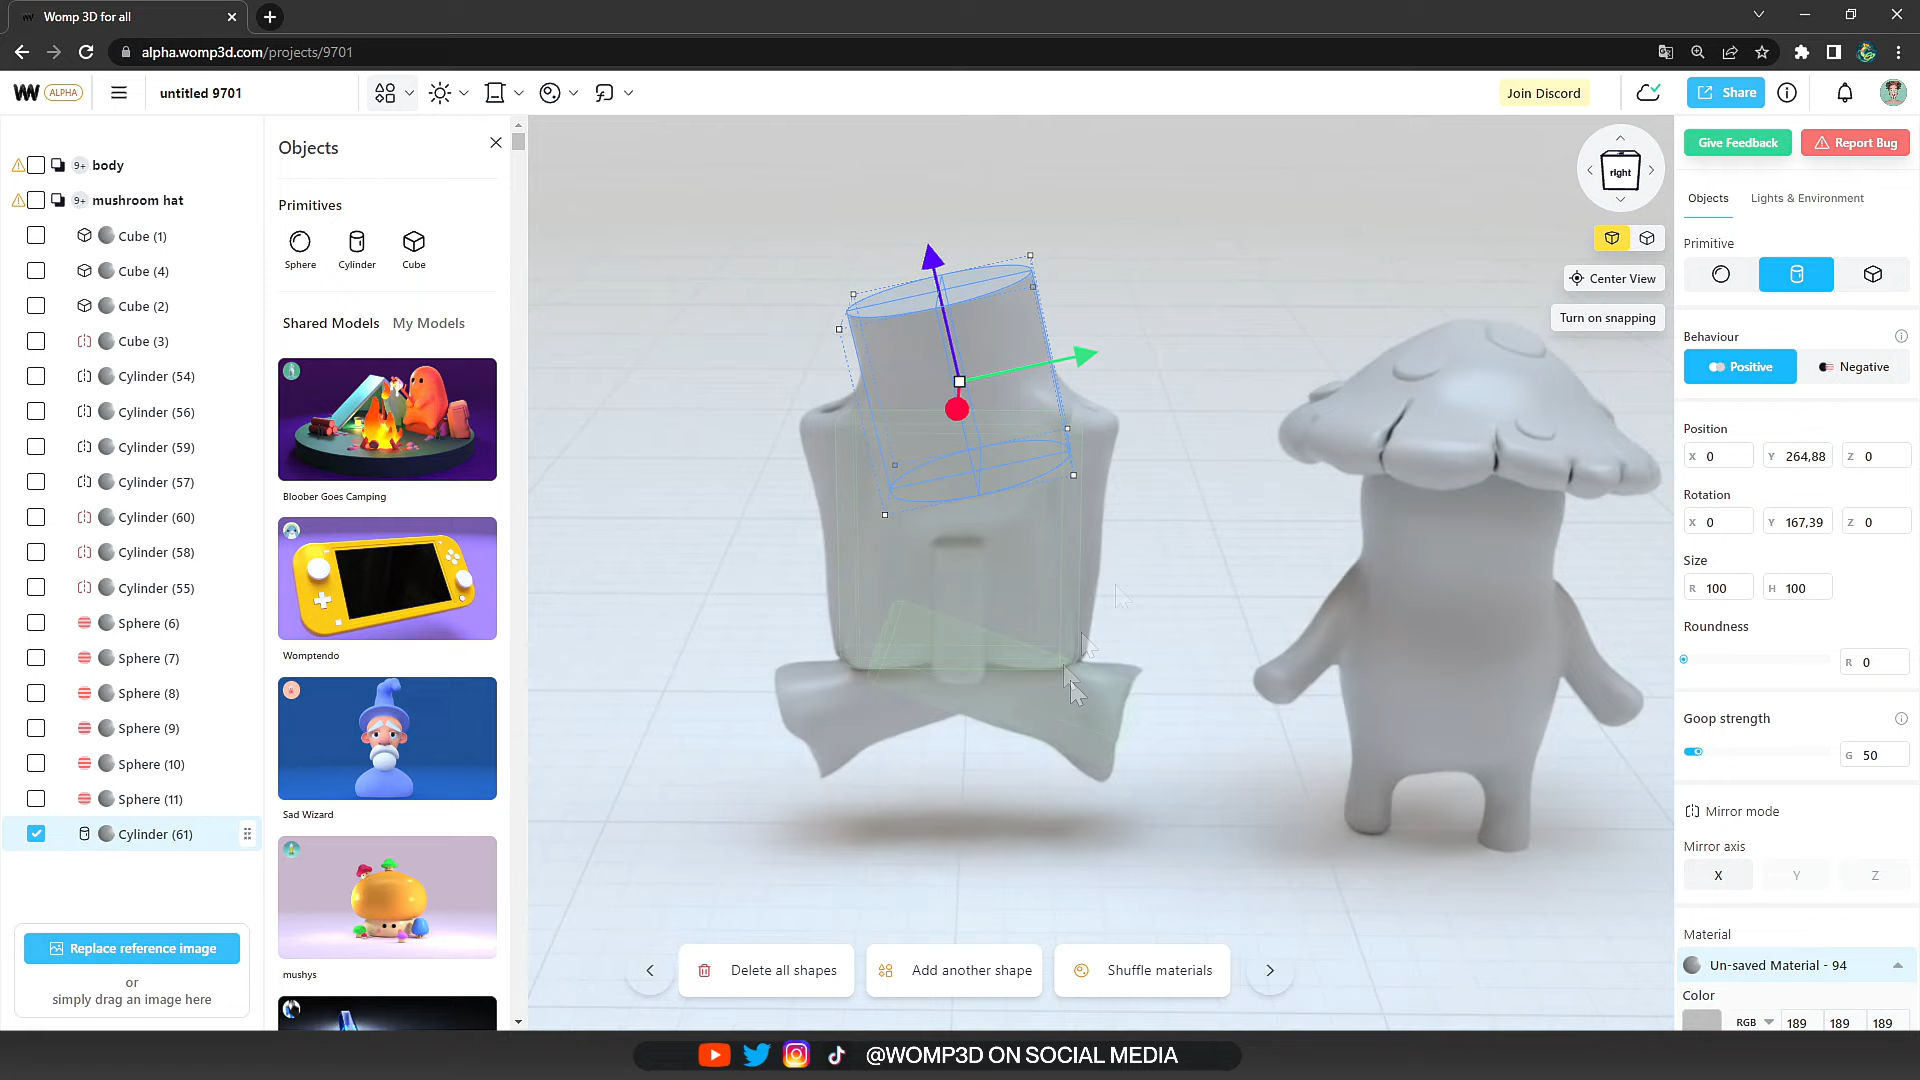 Womp 3D for all
alpha.womp3d.com/projects/9701
ALPHA
untitled 9701
Join Discord
Share
body
9+
mushroom hat
9+
Cube (1)
Cube (4)
Cube (2)
Cube (3)
Cylinder (54)
Cylinder (56)
Cylinder (59)
Cylinder (57)
Cylinder (60)
Cylinder (58)
Cylinder (55)
Sphere (6)
Sphere (7)
Sphere (8)
Sphere (9)
Sphere (10)
Sphere (11)
Cylinder (61)
Replace reference image
or
simply drag an image here
Objects
Primitives
Sphere
Cylinder
Cube
Shared Models
My Models
Bloober Goes Camping
Womptendo
Sad Wizard
mushys
right
Center View
Turn on snapping
Delete all shapes
Add another shape
Shuffle materials
Give Feedback
Report Bug
Objects
Lights & Environment
Primitive
Behaviour
Positive
Negative
Position
X 0
Y 264,88
Z 0
Rotation
X 0
Y 167,39
Z 0
Size
R 100
H 100
Roundness
R 0
Goop strength
G 50
Mirror mode
Mirror axis
X
Y
Z
Material
Un-saved Material - 94
Color
RGB
189
189
189
@WOMP3D ON SOCIAL MEDIA